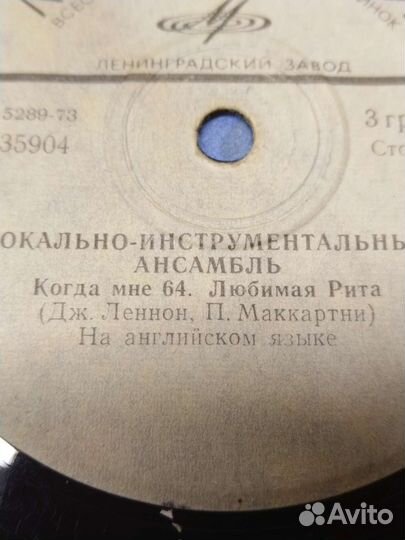 ЛЕНИНГРАДСКИЙ ЗАВОД
5289-73
35904
3 гр
Сто
ОКАЛЬНО-ИНСТРУМЕНТАЛЬНЫ
АНСАМБЛЬ
Когда мне 64. Любимая Рита
(Дж. Леннон, П. Маккартни)
На английском языке
Avito